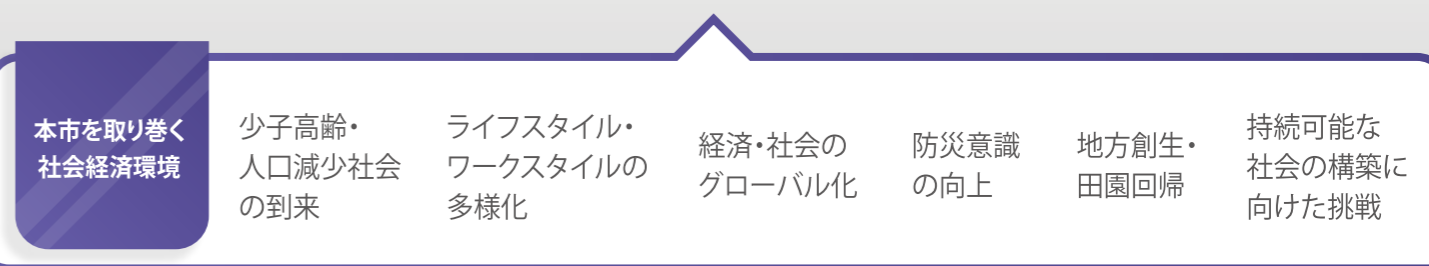 本市を取り巻く
社会経済環境
少子高齢・
人口減少社会
の到来
ライフスタイル・
ワークスタイルの
多様化
経済・社会の
グローバル化
防災意識
の向上
地方創生・
田園回帰
持続可能な
社会の構築に
向けた挑戦